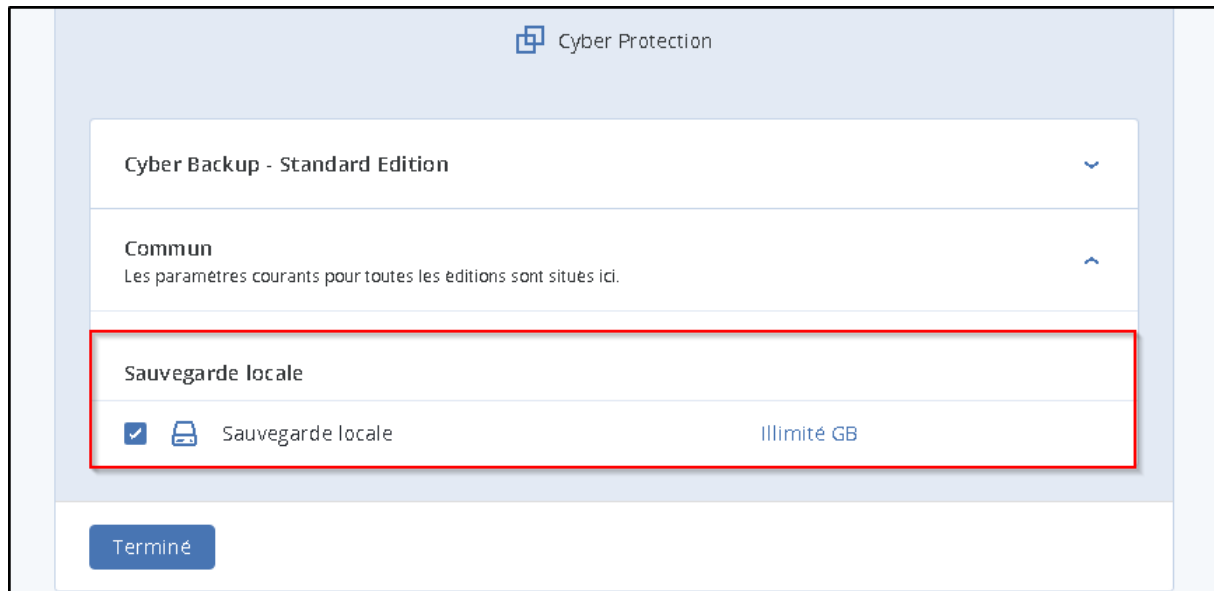 Cyber Protection
Cyber Backup - Standard Edition
Commun
Les paramètres courants pour toutes les éditions sont situés ici.
Sauvegarde locale
Sauvegarde locale
Illimité GB
Terminé